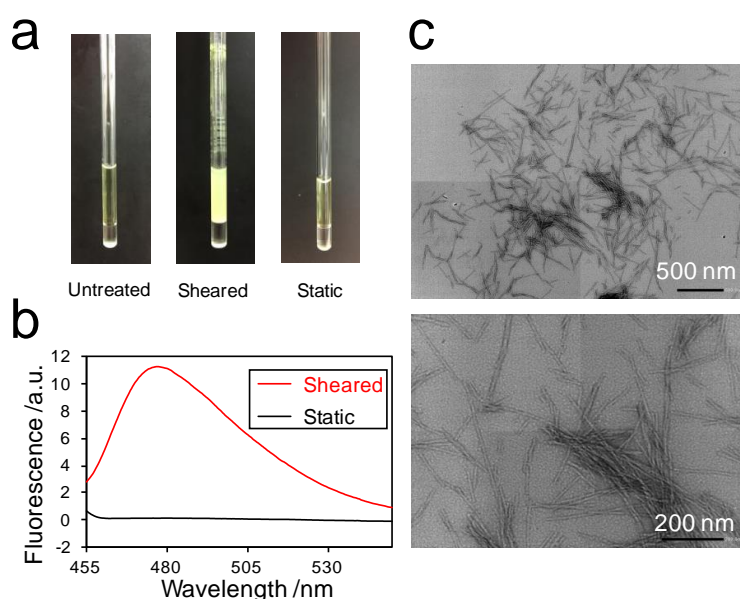 a
Untreated
Sheared
Static
b
12
10
8
6
4
2
0
-2
Fluorescence /a.u.
Sheared
Static
455
480
505
530
Wavelength /nm
c
500 nm
200 nm